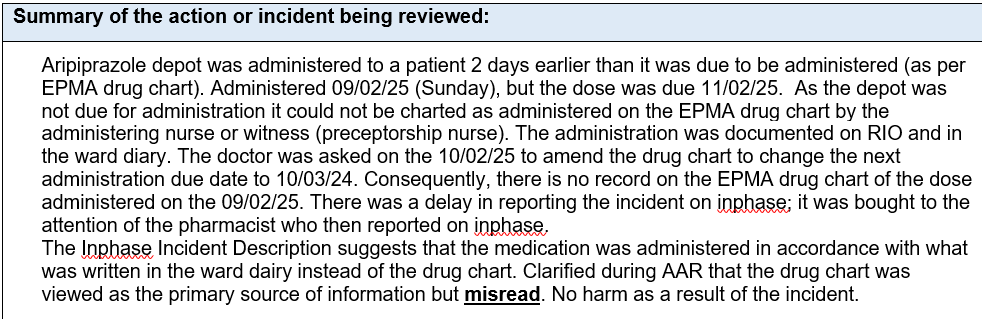 Summary of the action or incident being reviewed:
Aripiprazole depot was administered to a patient 2 days earlier than it was due to be administered (as per
EPMA drug chart). Administered 09/02/25 (Sunday), but the dose was due 11/02/25.  As the depot was
not due for administration it could not be charted as administered on the EPMA drug chart by the
administering nurse or witness (preceptorship nurse). The administration was documented on RIO and in
the ward diary. The doctor was asked on the 10/02/25 to amend the drug chart to change the next
administration due date to 10/03/24. Consequently, there is no record on the EPMA drug chart of the dose
administered on the 09/02/25. There was a delay in reporting the incident on inphase; it was bought to the
attention of the pharmacist who then reported on inphase.
The Inphase Incident Description suggests that the medication was administered in accordance with what
was written in the ward dairy instead of the drug chart. Clarified during AAR that the drug chart was
viewed as the primary source of information but misread. No harm as a result of the incident.